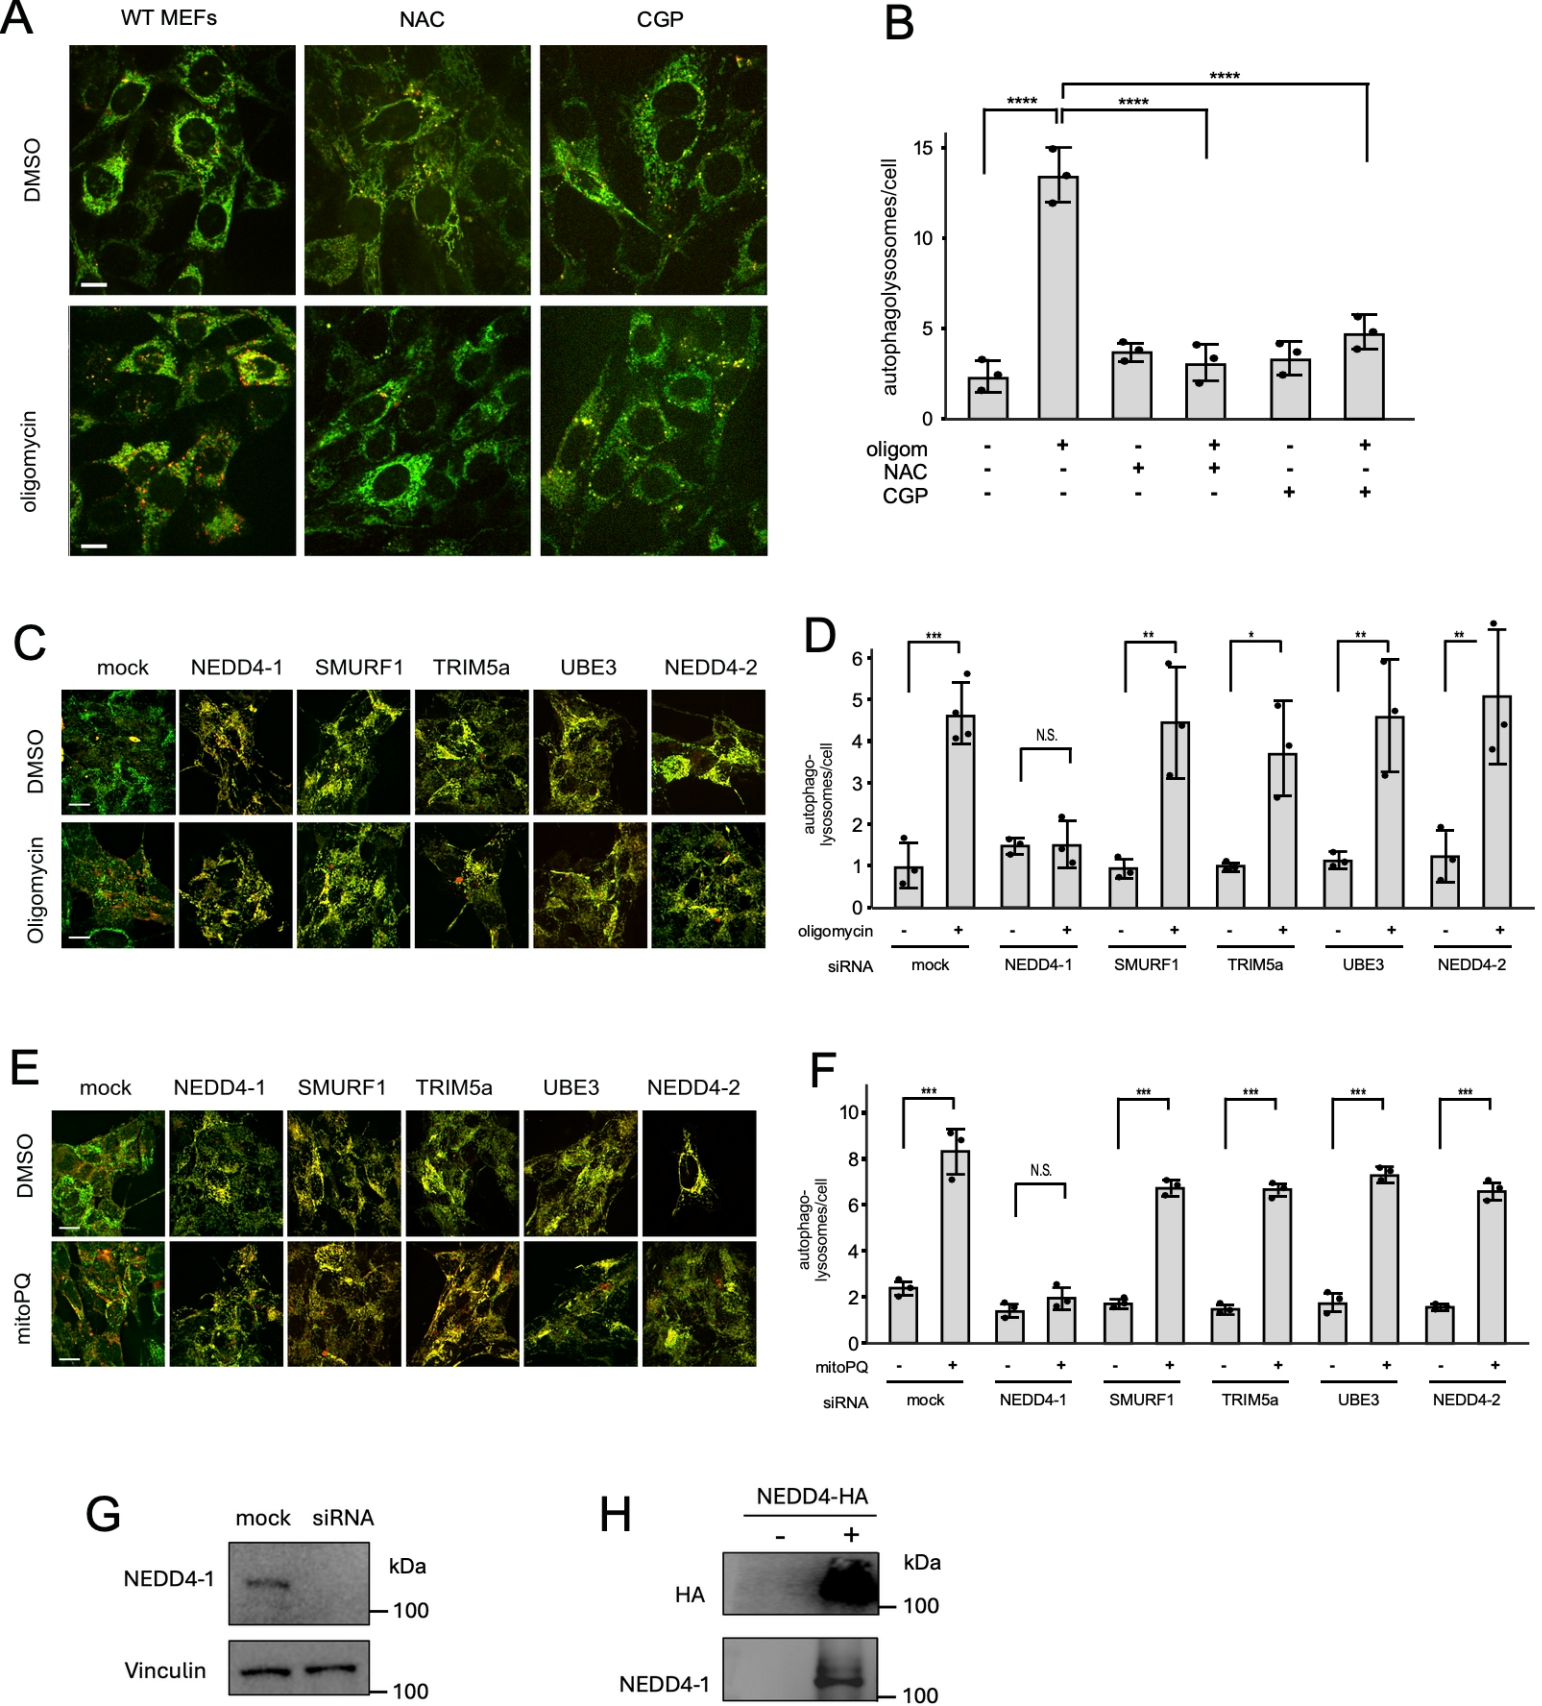 A
WT MEFs NAC CGP
DMSO
oligomycin
B
****
**** ****
autophagolysosomes/cell
15
10
5
0
oligom - + - + - +
NAC - - + + - -
CGP - - - - + +
C
mock NEDD4-1 SMURF1 TRIM5a UBE3 NEDD4-2
DMSO
Oligomycin
D
*** N.S. ** * ** **
autophago-
lysosomes/cell
6
5
4
3
2
1
0
oligomycin - + - + - + - + - + - +
siRNA mock NEDD4-1 SMURF1 TRIM5a UBE3 NEDD4-2
E
mock NEDD4-1 SMURF1 TRIM5a UBE3 NEDD4-2
DMSO
mitoPQ
F
*** N.S. *** *** *** ***
autophago-
lysosomes/cell
10
8
6
4
2
0
mitoPQ - + - + - + - + - + - +
siRNA mock NEDD4-1 SMURF1 TRIM5a UBE3 NEDD4-2
G
mock siRNA
NEDD4-1
kDa
100
Vinculin
100
H
NEDD4-HA
- +
HA
kDa
100
NEDD4-1
100